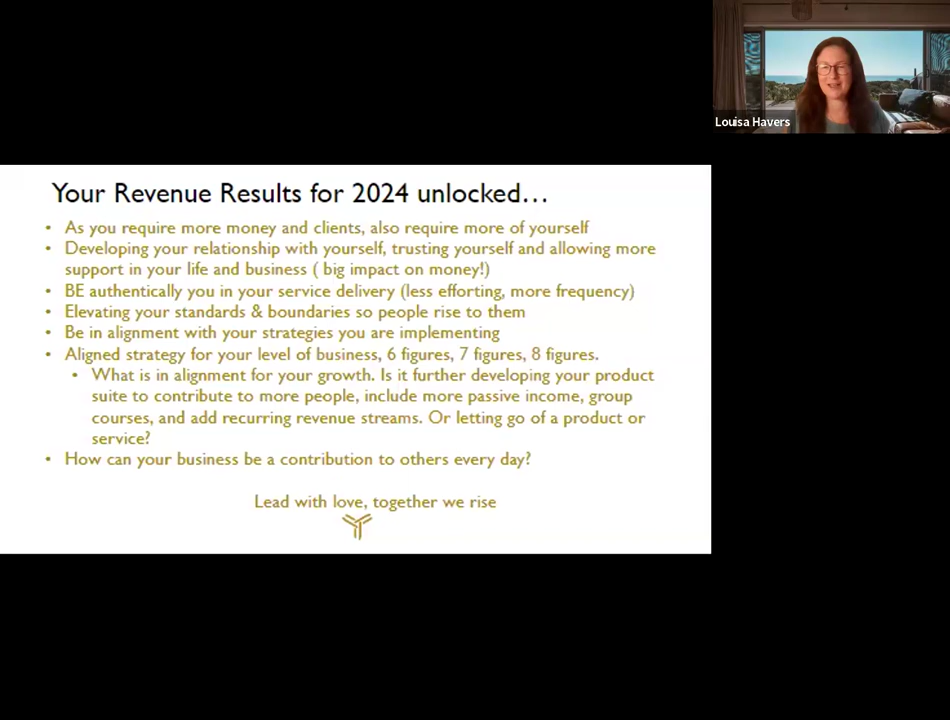 Louisa Havers
Your Revenue Results for 2024 unlocked…
• As you require more money and clients, also require more of yourself
• Developing your relationship with yourself, trusting yourself and allowing more
support in your life and business ( big impact on money!)
• BE authentically you in your service delivery (less efforting, more frequency)
• Elevating your standards & boundaries so people rise to them
• Be in alignment with your strategies you are implementing
• Aligned strategy for your level of business, 6 figures, 7 figures, 8 figures.
• What is in alignment for your growth. Is it further developing your product
suite to contribute to more people, include more passive income, group
courses, and add recurring revenue streams. Or letting go of a product or
service?
• How can your business be a contribution to others every day?
Lead with love, together we rise